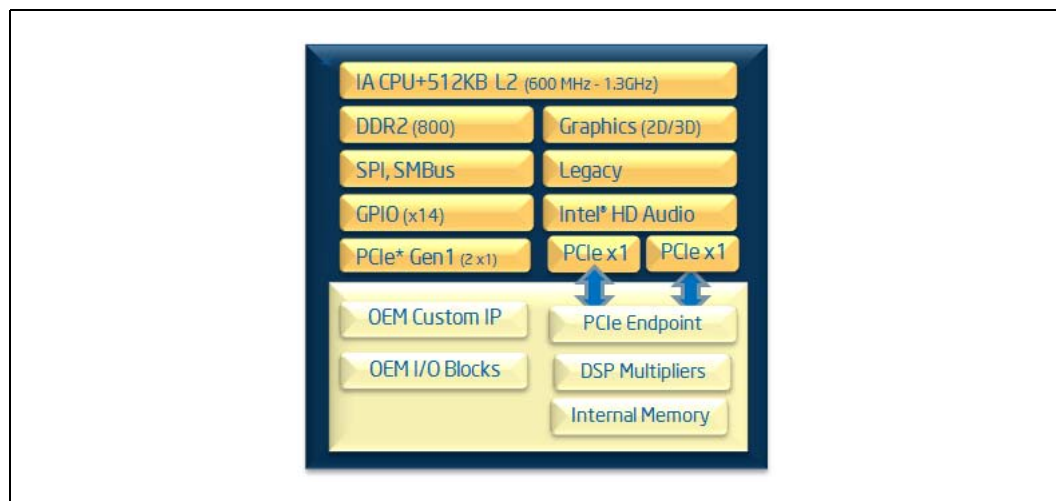 IA CPU+512KB L2 (600 MHz - 1.3GHz)
DDR2 (800)
Graphics (2D/3D)
SPI, SMBus
Legacy
GPIO (x14)
Intel® HD Audio
PCIe* Gen1 (2 x1)
PCIe x1
PCIe x1
OEM Custom IP
PCIe Endpoint
OEM I/O Blocks
DSP Multipliers
Internal Memory